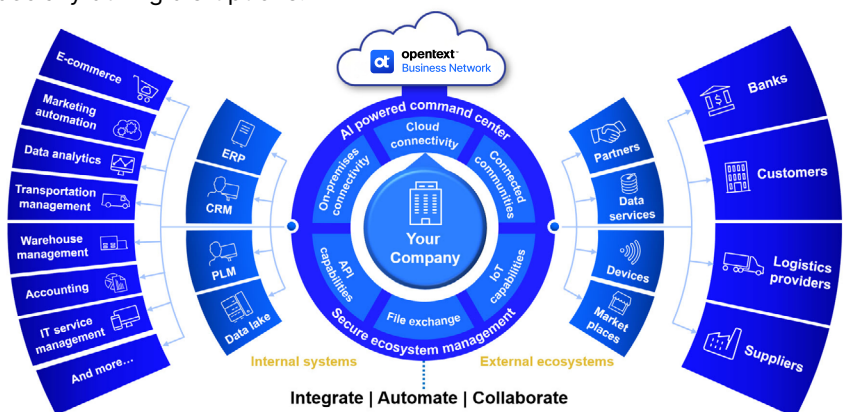 opentext™
Business Network
E-commerce
Marketing
automation
Data analytics
Transportation
management
Warehouse
management
Accounting
IT service
management
And more...
ERP
CRM
PLM
Data lake
Internal systems
AI powered command center
Cloud
connectivity
On-premises
connectivity
Connected
communities
Your
Company
API
capabilities
IoT
capabilities
File exchange
Secure ecosystem management
External ecosystems
Partners
Data
services
Devices
Market
places
Banks
Customers
Logistics
providers
Suppliers
Integrate | Automate | Collaborate